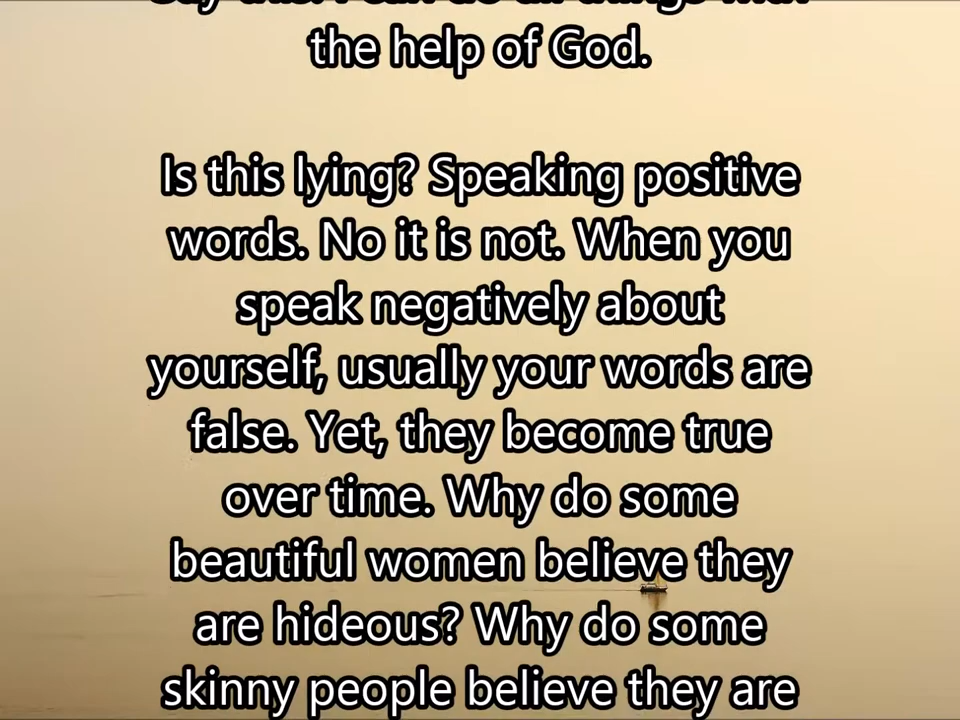 the help of God.
Is this lying? Speaking positive
words. No it is not. When you
speak negatively about
yourself, usually your words are
false. Yet, they become true
over time. Why do some
beautiful women believe they
are hideous? Why do some
skinny people believe they are